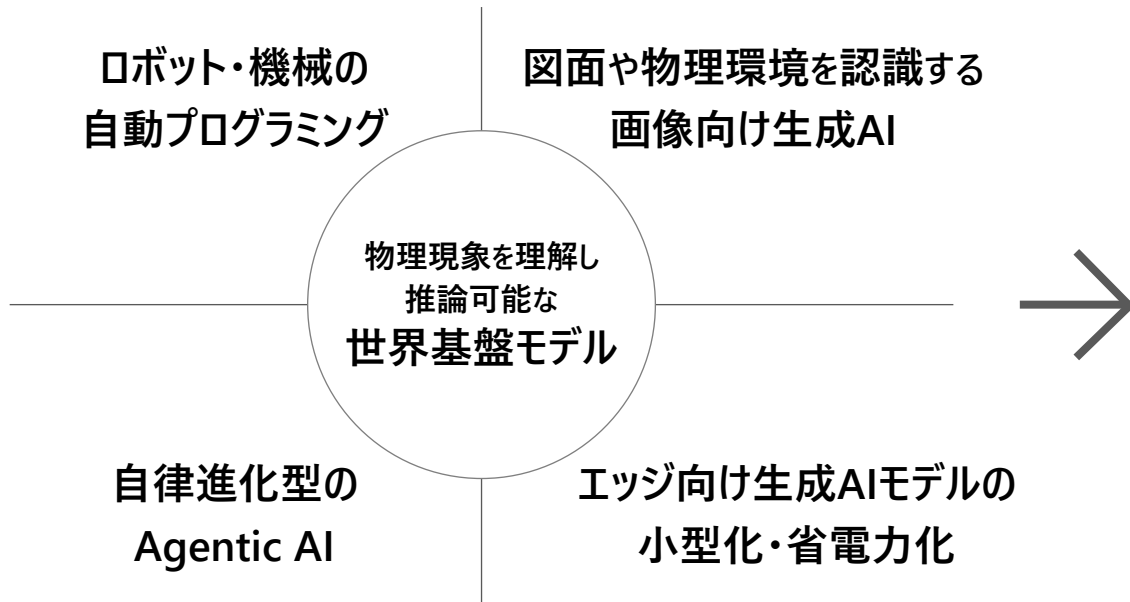 ロボット・機械の
自動プログラミング
図面や物理環境を認識する
画像向け生成AI
物理現象を理解し
推論可能な
世界基盤モデル
自律進化型の
Agentic AI
エッジ向け生成AIモデルの
小型化・省電力化